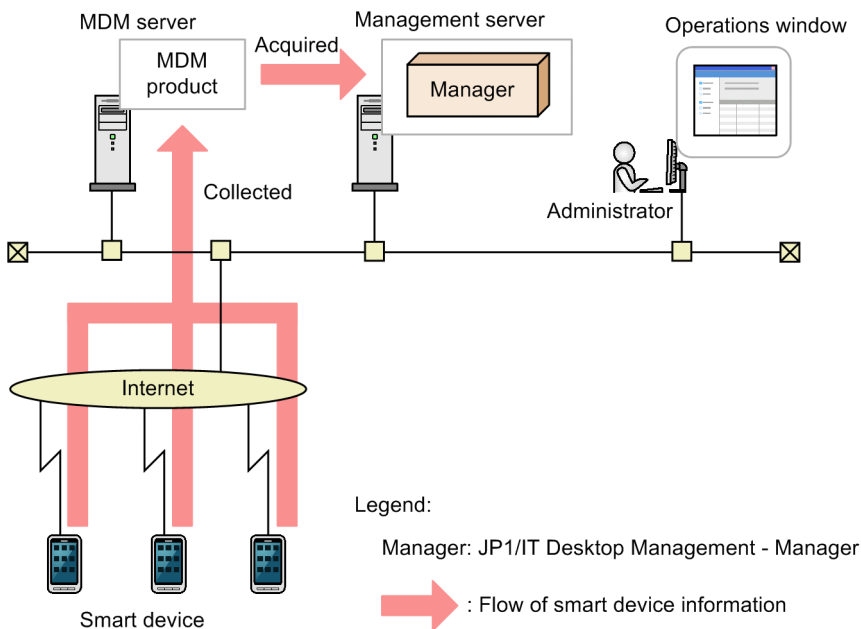 MDM server
Management server
Operations window
MDM
product
Acquired
Manager
Collected
Administrator
Internet
Legend:
Manager: JP1/IT Desktop Management - Manager
: Flow of smart device information
Smart device